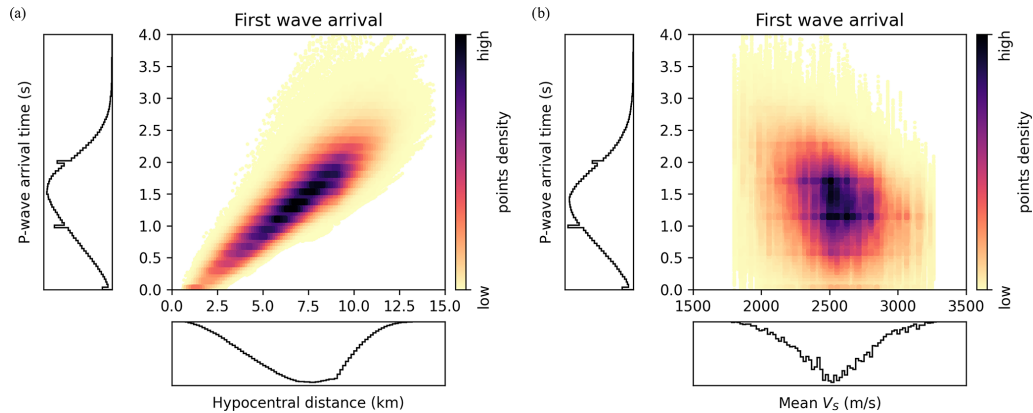 (a)
First wave arrival
P-wave arrival time (s)
4.0
3.5
3.0
2.5
2.0
1.5
1.0
0.5
0.0
0.0 2.5 5.0 7.5 10.0 12.5 15.0
Hypocentral distance (km)
high
points density
low
(b)
First wave arrival
P-wave arrival time (s)
4.0
3.5
3.0
2.5
2.0
1.5
1.0
0.5
0.0
1500 2000 2500 3000 3500
Mean V_S (m/s)
high
points density
low